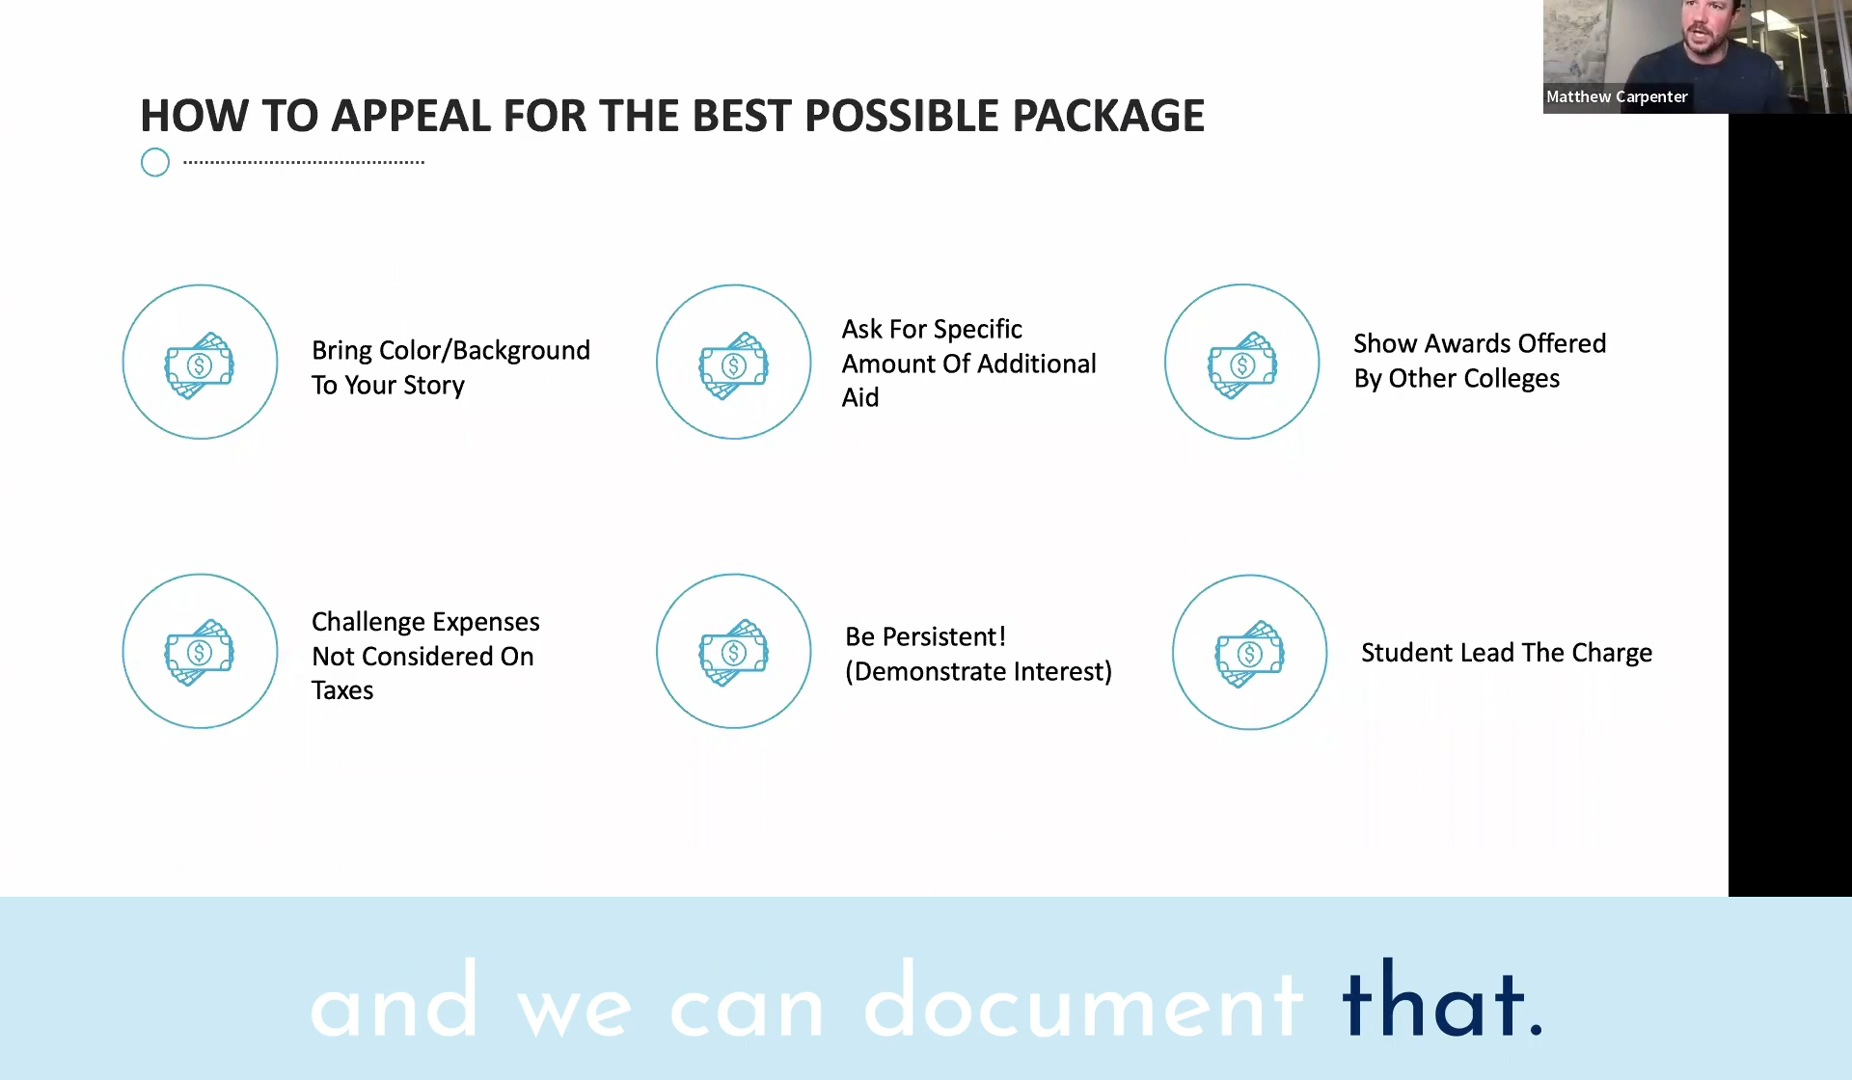 HOW TO APPEAL FOR THE BEST POSSIBLE PACKAGE
Matthew Carpenter
Bring Color/Background
To Your Story
Ask For Specific
Amount Of Additional
Aid
Show Awards Offered
By Other Colleges
Challenge Expenses
Not Considered On
Taxes
Be Persistent!
(Demonstrate Interest)
Student Lead The Charge
and we can document that.